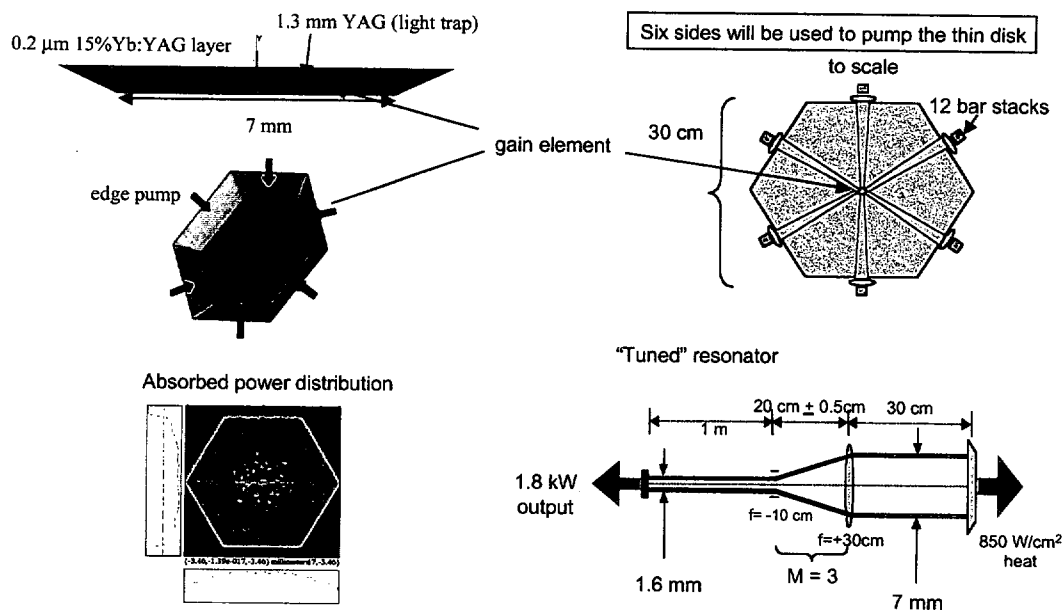 1.3 mm YAG (light trap)
0.2 μm 15%Yb:YAG layer
7 mm
edge pump
gain element
Six sides will be used to pump the thin disk
to scale
30 cm
12 bar stacks
Absorbed power distribution
"Tuned" resonator
20 cm ± 0.5cm
30 cm
1 m
1.8 kW
output
f= -10 cm
f=+30cm
850 W/cm²
heat
M = 3
1.6 mm
7 mm